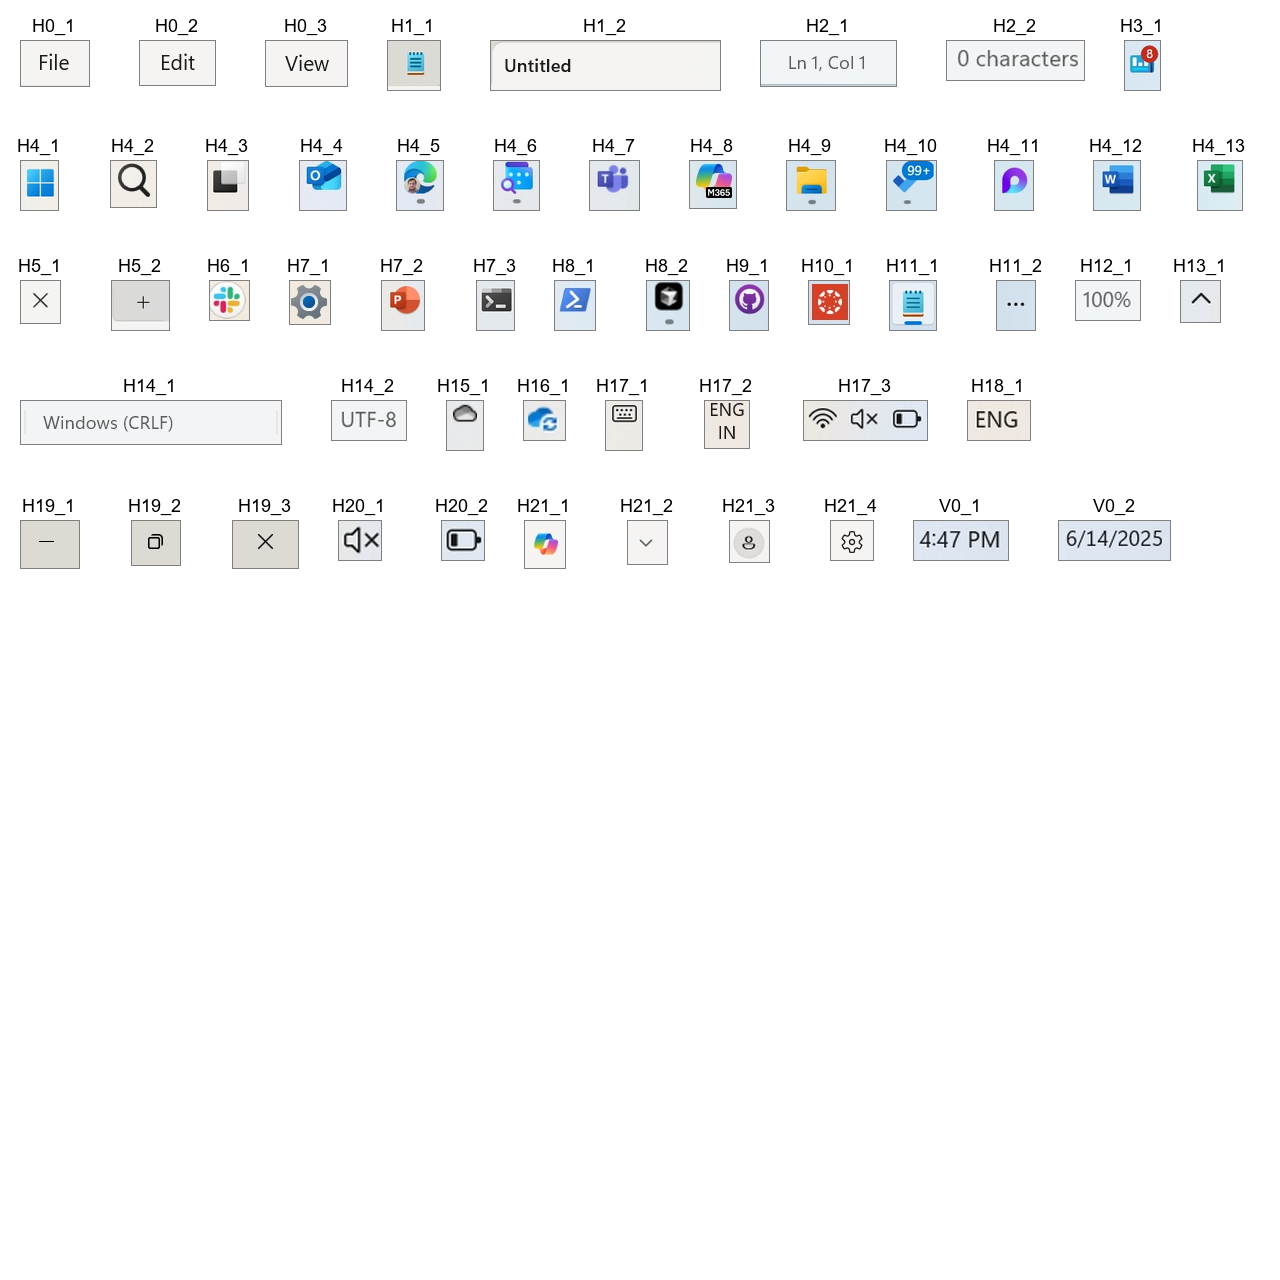 H0_1 H0_2 H0_3 H1_1 H1_2 H2_1 H2_2 H3_1
File Edit View Untitled Ln 1, Col 1 0 characters 8
H4_1 H4_2 H4_3 H4_4 H4_5 H4_6 H4_7 H4_8 H4_9 H4_10 H4_11 H4_12 H4_13
O T M365 99+ W X
H5_1 H5_2 H6_1 H7_1 H7_2 H7_3 H8_1 H8_2 H9_1 H10_1 H11_1 H11_2 H12_1 H13_1
P 100%
H14_1 H14_2 H15_1 H16_1 H17_1 H17_2 H17_3 H18_1
Windows (CRLF) UTF-8 ENG IN ENG
H19_1 H19_2 H19_3 H20_1 H20_2 H21_1 H21_2 H21_3 H21_4 V0_1 V0_2
4:47 PM 6/14/2025